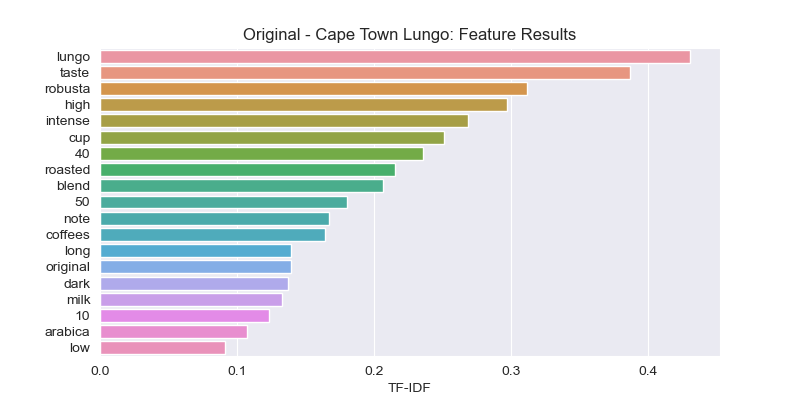 Original - Cape Town Lungo: Feature Results
lungo
taste
robusta
high
intense
cup
40
roasted
blend
50
note
coffees
long
original
dark
milk
10
arabica
low
0.0 0.1 0.2 0.3 0.4
TF-IDF